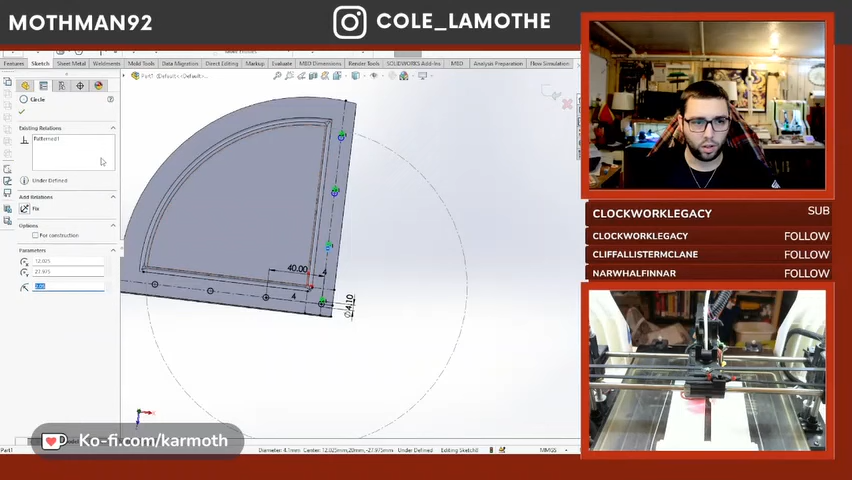 MOTHMAN92
COLE_LAMOTHE
Features
Sketch
Sheet Metal
Weldments
Mold Tools
Data Migration
Direct Editing
Markup
Evaluate
MBD Dimensions
Render Tools
SOLIDWORKS Add-Ins
MBD
Analysis Preparation
Flow Simulation
Circle
Existing Relations
Patterned1
Under Defined
Add Relations
Fix
Options
For construction
Parameters
12.025
27.975
40.00
4
4
Ø4.10
CLOCKWORKLEGACY
SUB
CLOCKWORKLEGACY
FOLLOW
CLIFFALLISTERMCLANE
FOLLOW
NARWHALFINNAR
FOLLOW
Ko-fi.com/karmoth
Part1
Diameter: 4.1mm Center: 12.025mm,20mm,-27.975mm
Under Defined
Editing Sketch8
MMGS